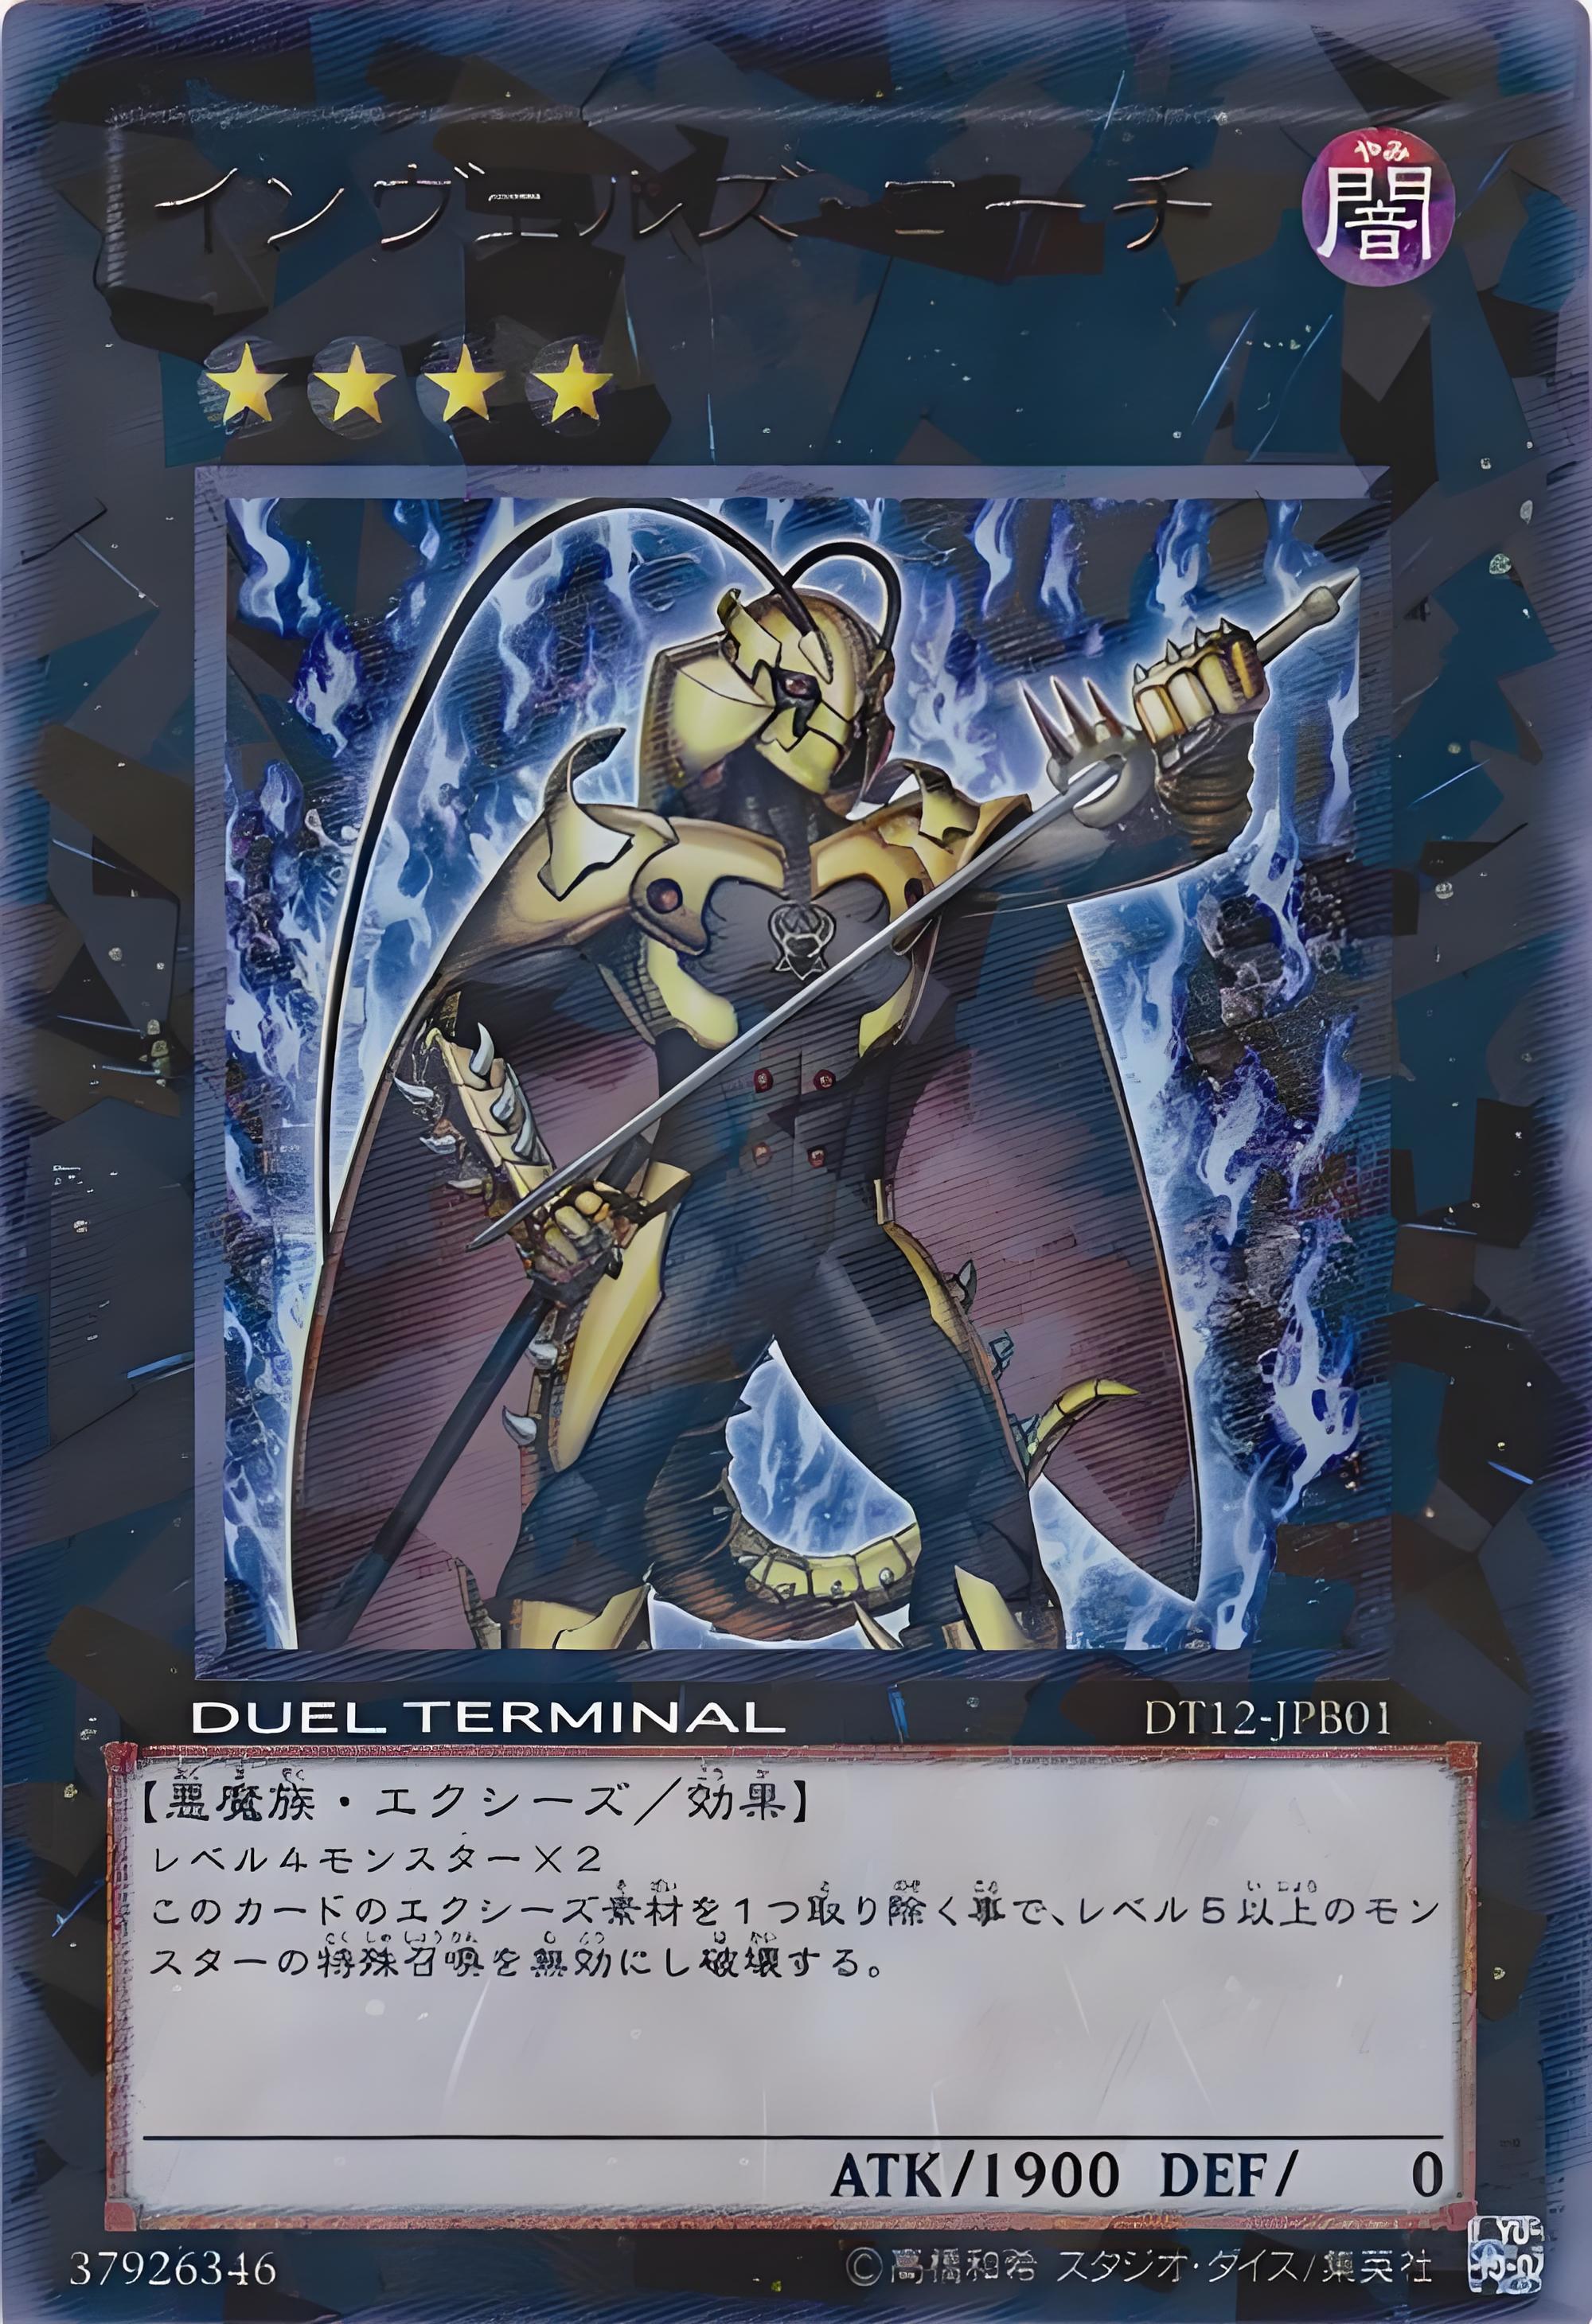 インヴェルズ・ローチ
闇
やみ
DUEL TERMINAL
DT12-JPB01
【悪魔族・エクシーズ／効果】
レベル４モンスター×２
このカードのエクシーズ素材を１つ取り除く事で、レベル５以上のモン
スターの特殊召喚を無効にし破壊する。
ATK/1900 DEF/ 0
37926346
©高橋和希 スタジオ・ダイス/集英社